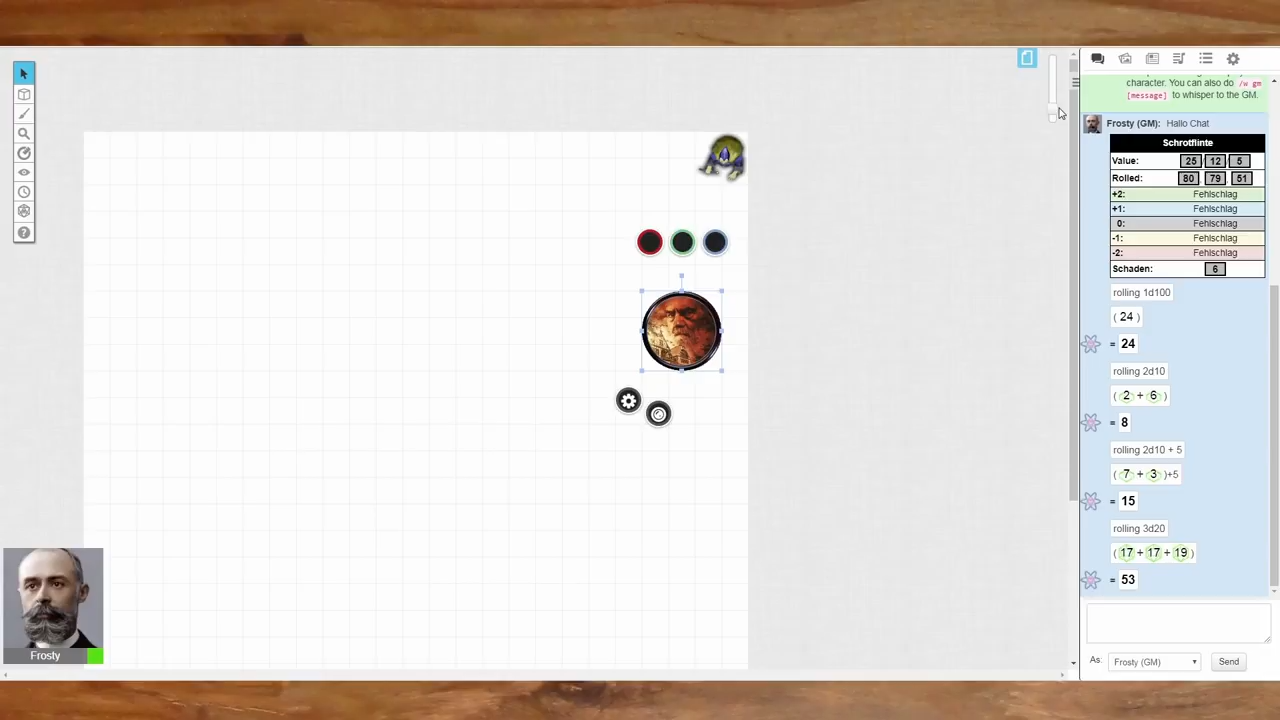 character. You can also do /w gm
[message] to whisper to the GM.
Frosty (GM): Hallo Chat
Schrotflinte
Value: 25 12 5
Rolled: 80 79 51
+2: Fehlschlag
+1: Fehlschlag
0: Fehlschlag
-1: Fehlschlag
-2: Fehlschlag
Schaden: 6
rolling 1d100
( 24 )
= 24
rolling 2d10
( 2 + 6 )
= 8
rolling 2d10 + 5
( 7 + 3 )+5
= 15
rolling 3d20
( 17 + 17 + 19 )
= 53
As: Frosty (GM) Send
Frosty